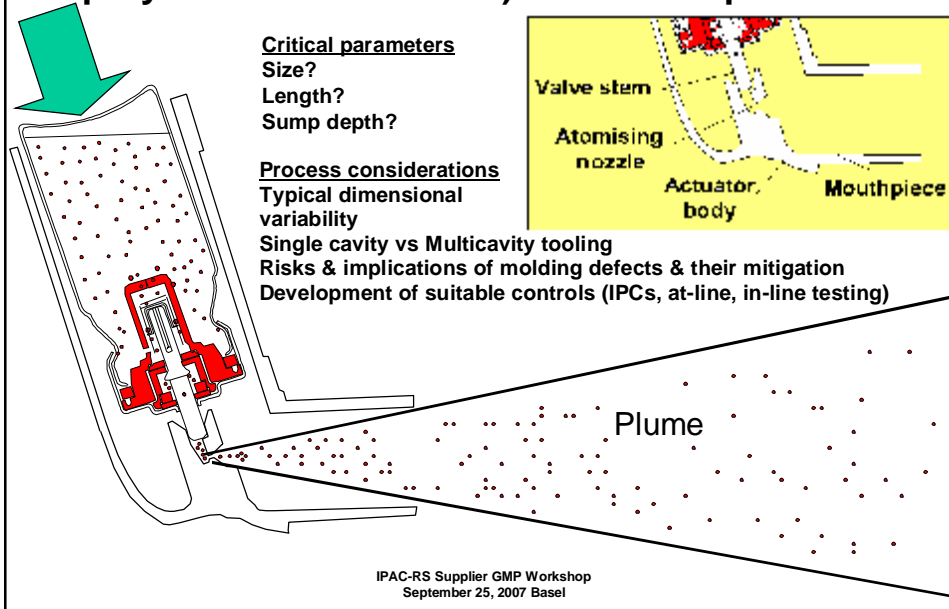 Critical parameters
Size?
Length?
Sump depth?
Process considerations
Typical dimensional
variability
Single cavity vs Multicavity tooling
Risks & implications of molding defects & their mitigation
Development of suitable controls (IPCs, at-line, in-line testing)
Valve stem
Atomising
nozzle
Actuator
body
Mouthpiece
Plume
IPAC-RS Supplier GMP Workshop
September 25, 2007 Basel